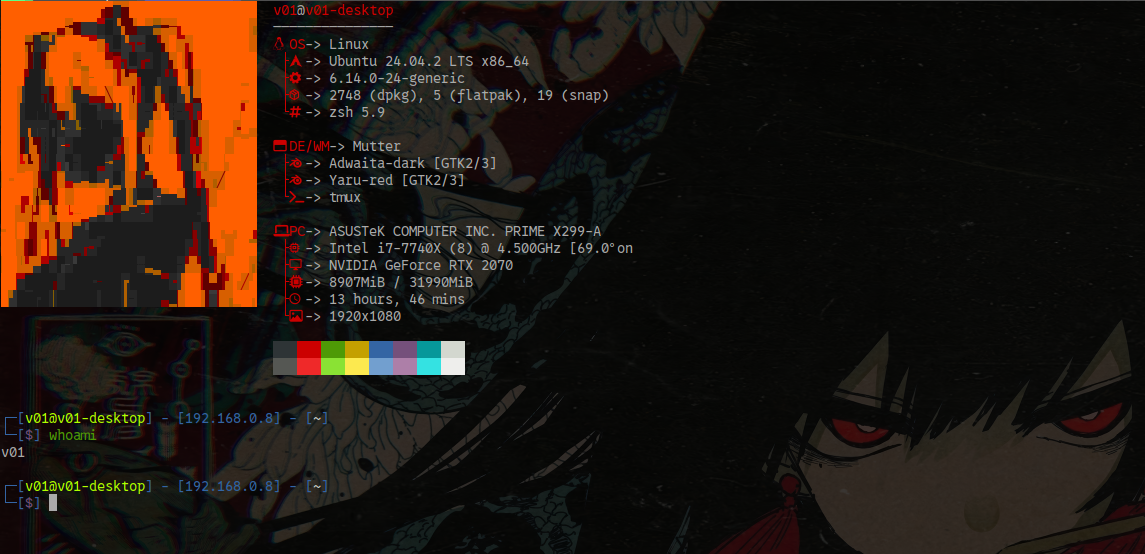 v01@v01-desktop
OS-> Linux
-> Ubuntu 24.04.2 LTS x86_64
-> 6.14.0-24-generic
-> 2748 (dpkg), 5 (flatpak), 19 (snap)
-> zsh 5.9
DE/WM-> Mutter
-> Adwaita-dark [GTK2/3]
-> Yaru-red [GTK2/3]
-> tmux
PC-> ASUSTeK COMPUTER INC. PRIME X299-A
-> Intel i7-7740X (8) @ 4.500GHz [69.0°on
-> NVIDIA GeForce RTX 2070
-> 8907MiB / 31990MiB
-> 13 hours, 46 mins
-> 1920x1080
┌─[v01@v01-desktop] - [192.168.0.8] - [~]
└─[$] whoami
v01
┌─[v01@v01-desktop] - [192.168.0.8] - [~]
└─[$]